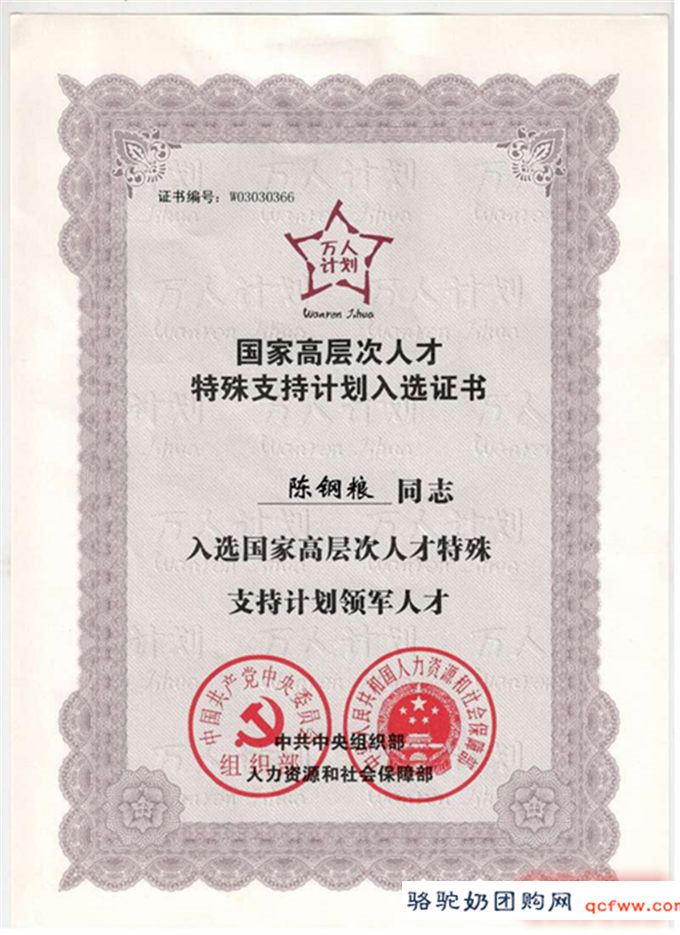 证书编号：W03030366
万人
计划
Wanren Jihua
国家高层次人才
特殊支持计划入选证书
陈钢粮 同志
入选国家高层次人才特殊
支持计划领军人才
中国共产党中央委员会
组织部
中华人民共和国人力资源和社会保障部
中共中央组织部
人力资源和社会保障部
骆驼奶团购网 qcfww.com